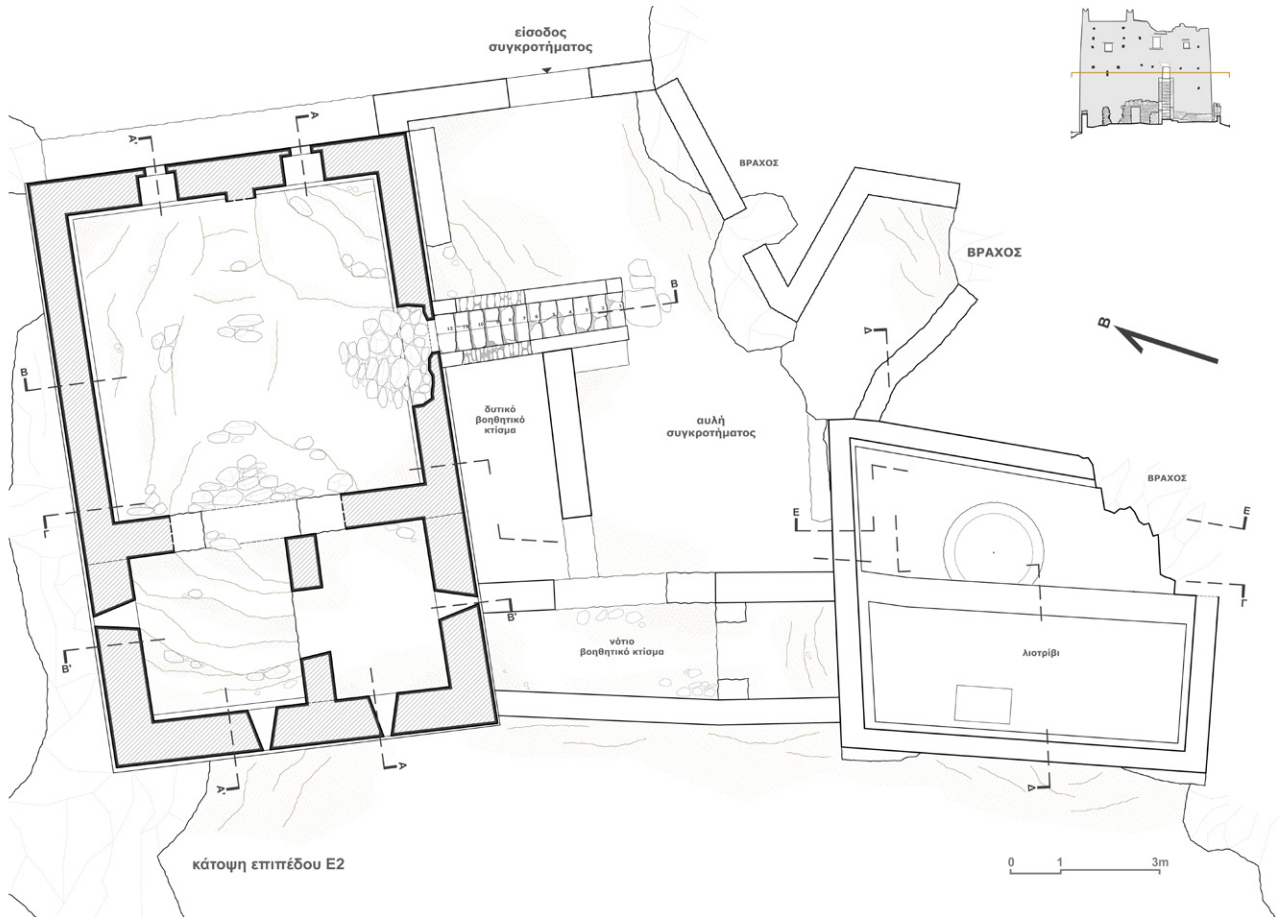 είσοδος
συγκροτήματος
Α'
Α
ΒΡΑΧΟΣ
ΒΡΑΧΟΣ
Β
Β
Δ
Β
δυτικό
βοηθητικό
κτίσμα
αυλή
συγκροτήματος
ΒΡΑΧΟΣ
Γ
Ε
Ε
Γ
Β'
Β'
νότιο
βοηθητικό κτίσμα
λιοτρίβι
Α
Α'
Δ
κάτοψη επιπέδου Ε2
0 1 3m